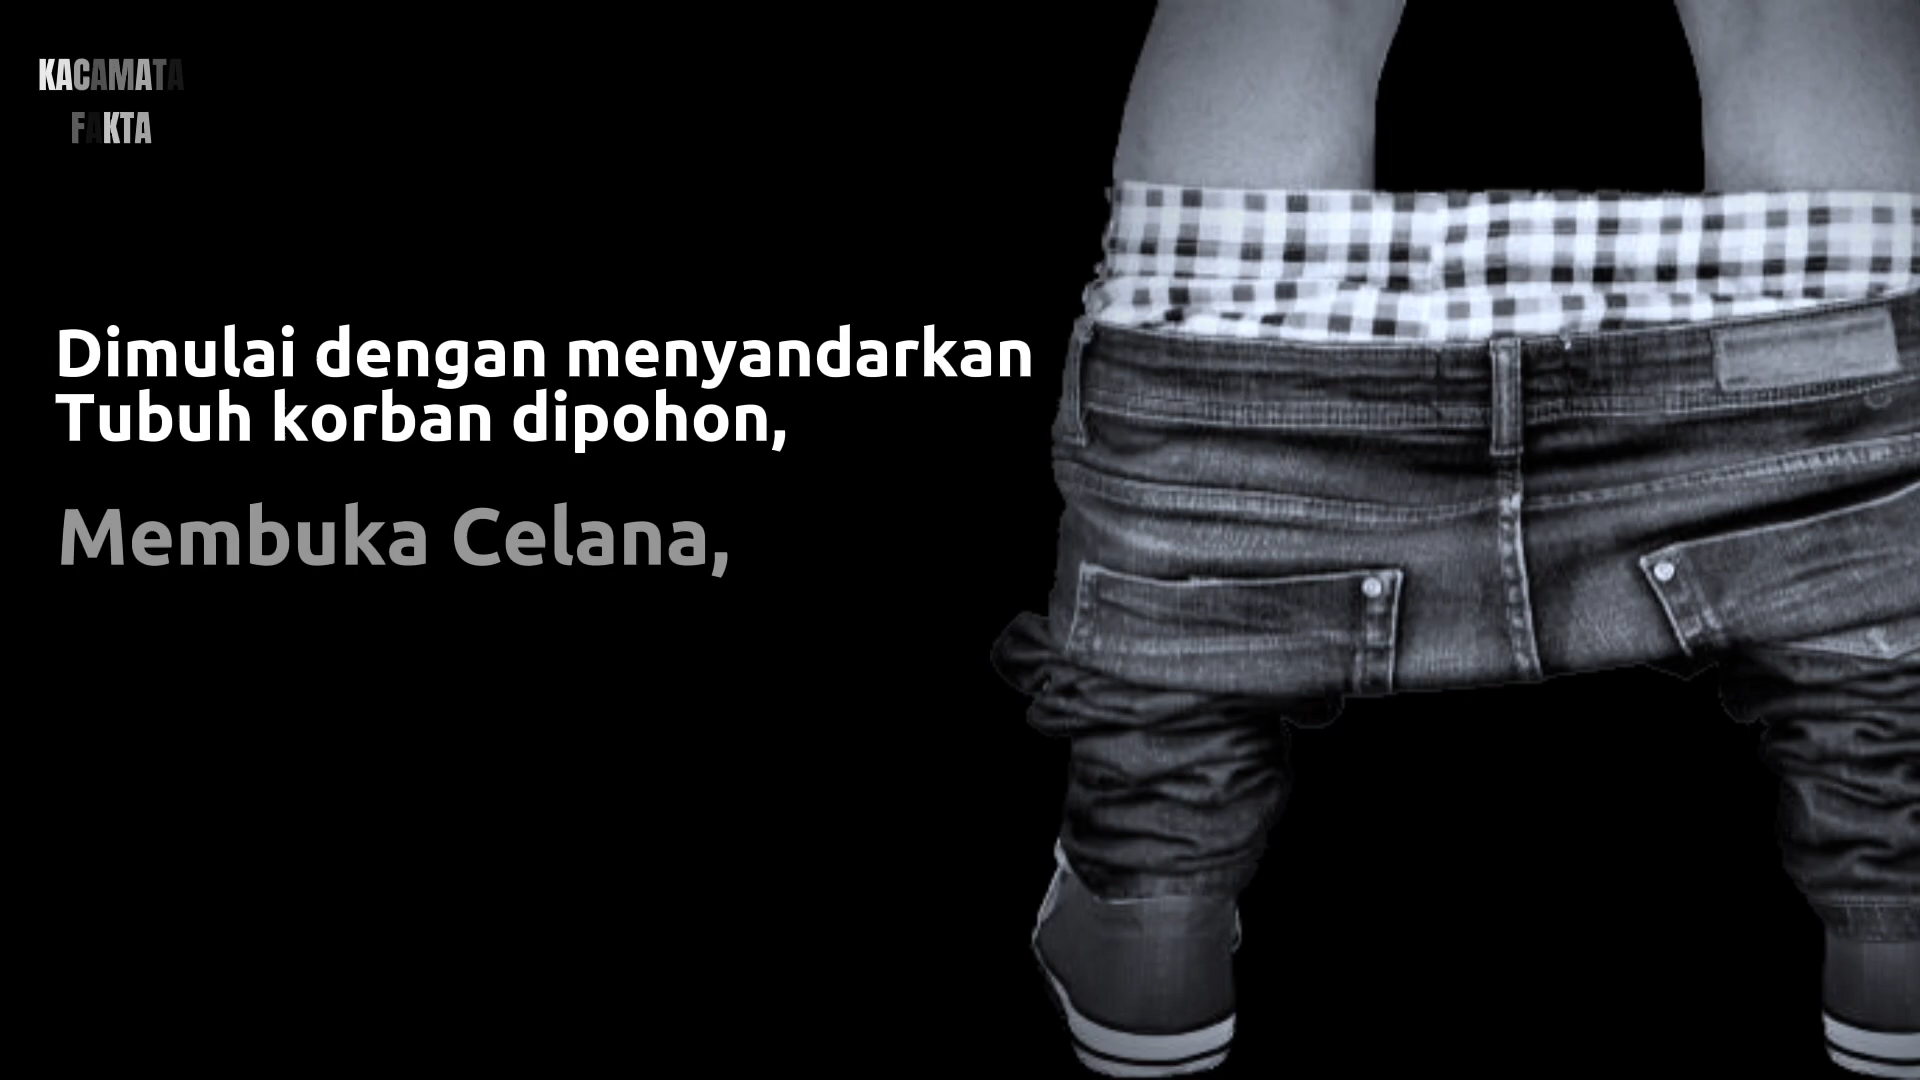 KACAMATA
FAKTA
Dimulai dengan menyandarkan
Tubuh korban dipohon,
Membuka Celana,